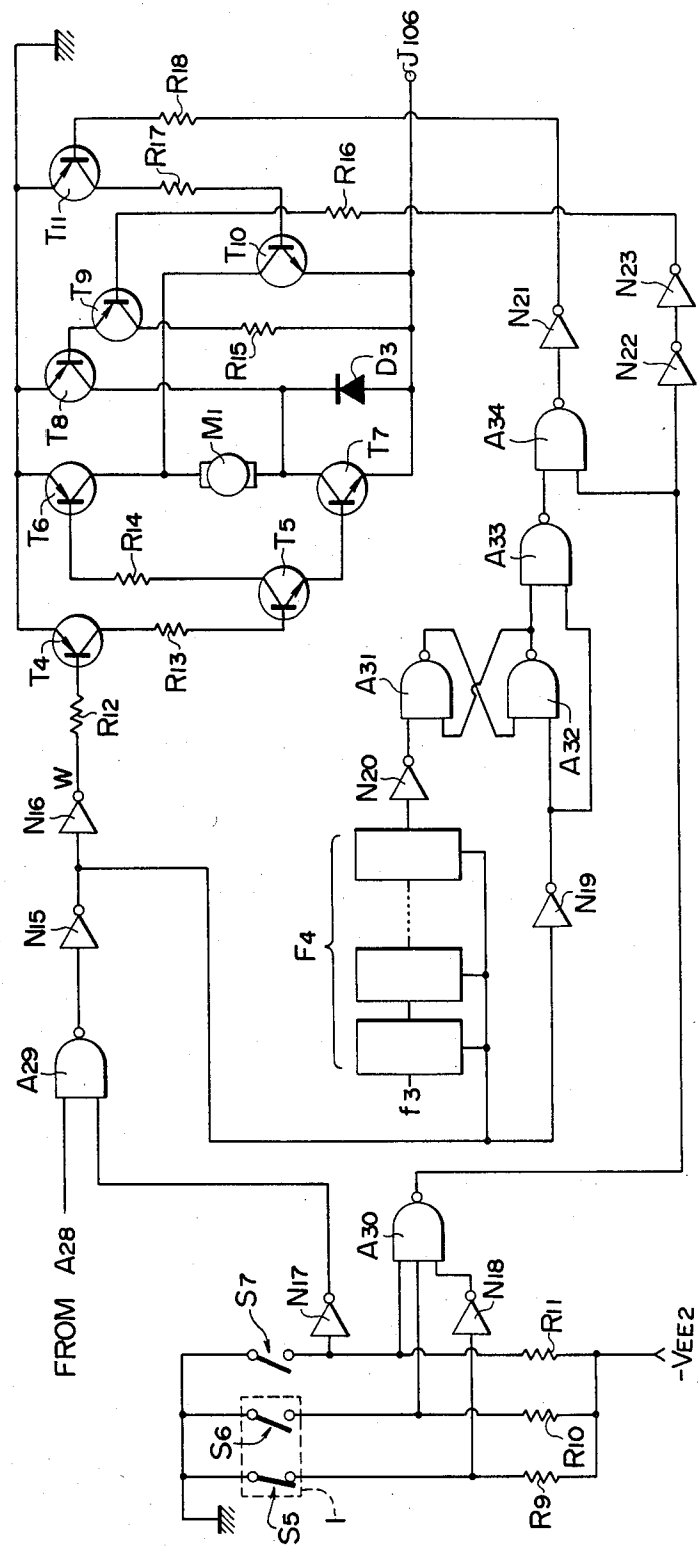 FROM A28
A29
N15
N16
W
R12
T4
R13
R14
T5
T6
M1
T7
T8
T9
R15
D3
T10
T11
R17
R18
R16
J106
S5
S6
S7
1
N17
A30
N18
R9
R10
R11
-VEE2
f3
F4
N20
N19
A31
A32
A33
A34
N21
N22
N23